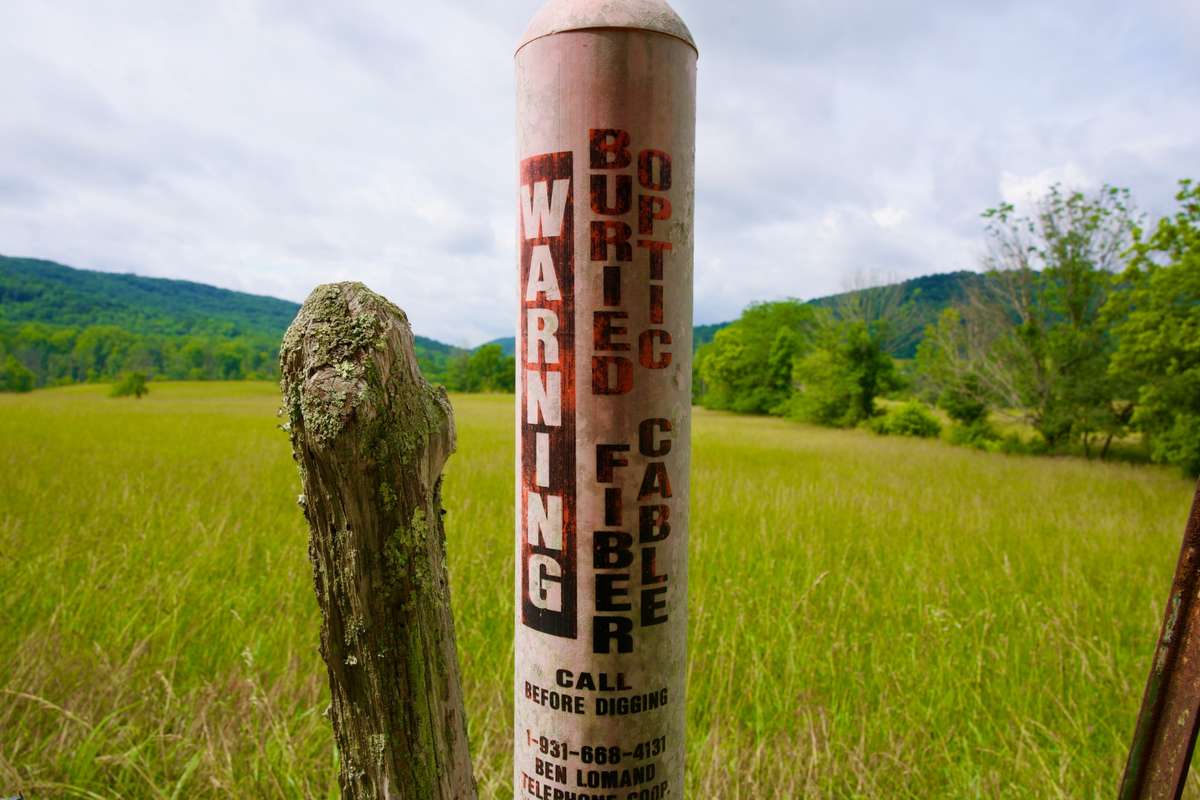 WARNING
BURIED FIBER
OPTIC CABLE
CALL
BEFORE DIGGING
1-931-668-4131
BEN LOMAND
TELEPHONE COOP.